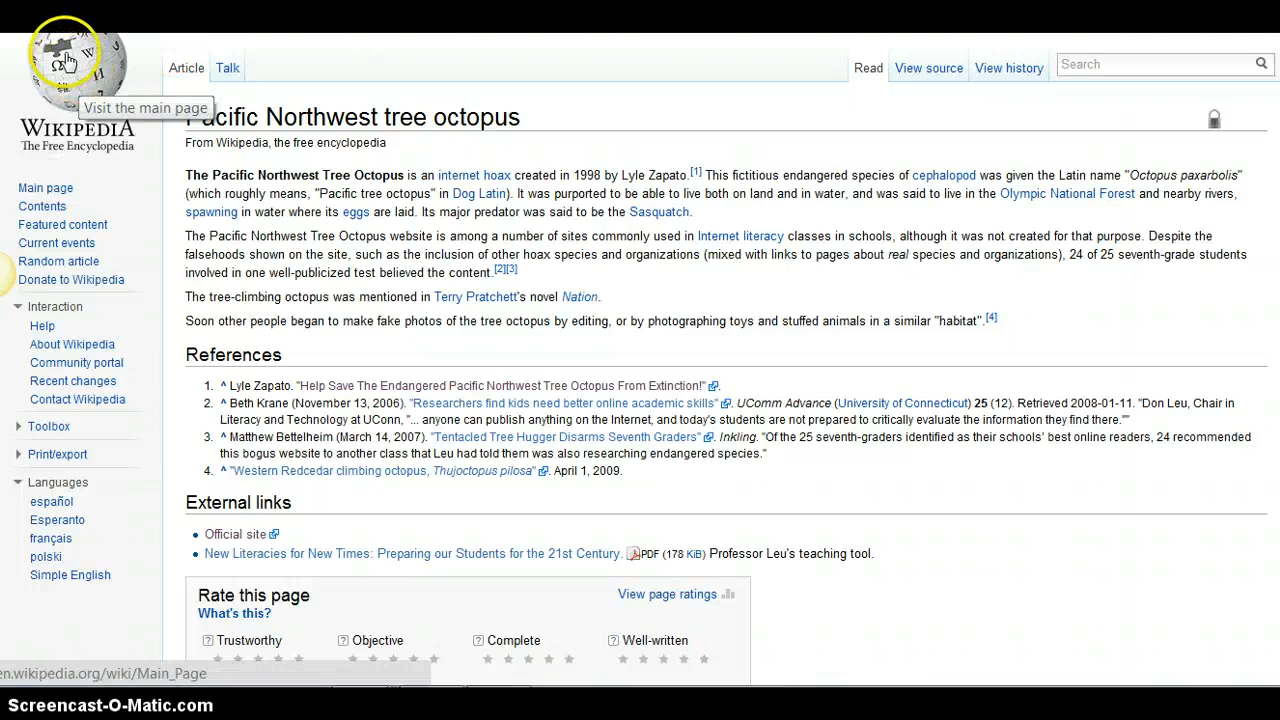 Article Talk Read View source View history Search
Visit the main page
WIKIPEDIA
The Free Encyclopedia
Main page
Contents
Featured content
Current events
Random article
Donate to Wikipedia
Interaction
Help
About Wikipedia
Community portal
Recent changes
Contact Wikipedia
Toolbox
Print/export
Languages
español
Esperanto
français
polski
Simple English
Pacific Northwest tree octopus
From Wikipedia, the free encyclopedia
The Pacific Northwest Tree Octopus is an internet hoax created in 1998 by Lyle Zapato.[1] This fictitious endangered species of cephalopod was given the Latin name "Octopus paxarbolis"
(which roughly means, "Pacific tree octopus" in Dog Latin). It was purported to be able to live both on land and in water, and was said to live in the Olympic National Forest and nearby rivers,
spawning in water where its eggs are laid. Its major predator was said to be the Sasquatch.
The Pacific Northwest Tree Octopus website is among a number of sites commonly used in Internet literacy classes in schools, although it was not created for that purpose. Despite the
falsehoods shown on the site, such as the inclusion of other hoax species and organizations (mixed with links to pages about real species and organizations), 24 of 25 seventh-grade students
involved in one well-publicized test believed the content.[2][3]
The tree-climbing octopus was mentioned in Terry Pratchett's novel Nation.
Soon other people began to make fake photos of the tree octopus by editing, or by photographing toys and stuffed animals in a similar "habitat".[4]
References
1. ^ Lyle Zapato. "Help Save The Endangered Pacific Northwest Tree Octopus From Extinction!".
2. ^ Beth Krane (November 13, 2006). "Researchers find kids need better online academic skills". UComm Advance (University of Connecticut) 25 (12). Retrieved 2008-01-11. "Don Leu, Chair in
Literacy and Technology at UConn, "... anyone can publish anything on the Internet, and today's students are not prepared to critically evaluate the information they find there.""
3. ^ Matthew Bettelheim (March 14, 2007). "Tentacled Tree Hugger Disarms Seventh Graders". Inkling. "Of the 25 seventh-graders identified as their schools' best online readers, 24 recommended
this bogus website to another class that Leu had told them was also researching endangered species."
4. ^ "Western Redcedar climbing octopus, Thujoctopus pilosa". April 1, 2009.
External links
Official site
New Literacies for New Times: Preparing our Students for the 21st Century. PDF (178 KiB) Professor Leu's teaching tool.
Rate this page View page ratings
What's this?
? Trustworthy ? Objective ? Complete ? Well-written
en.wikipedia.org/wiki/Main_Page
Screencast-O-Matic.com